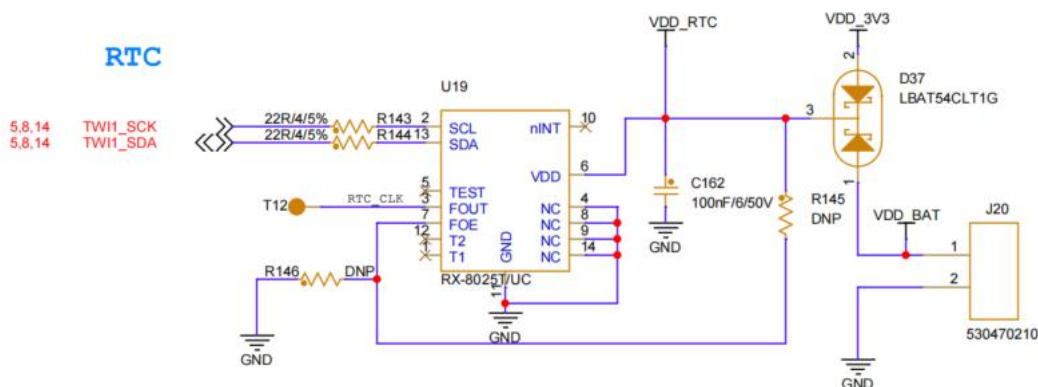 VDD_RTC
VDD_3V3
RTC
U19
2
D37
LBAT54CLT1G
5,8,14 TWI1_SCK 22R/4/5% R143 2 SCL nINT 10
3
5,8,14 TWI1_SDA 22R/4/5% R144 13 SDA
VDD 6
1
5 TEST
C162
100nF/6/50V
R145
DNP
T12 RTC_CLK 3 FOUT NC 4
7 FOE NC 8
12 T2 NC 9
1 T1 GND NC 14
GND
VDD_BAT
J20
1
2
R146 DNP
RX-8025T/UC
11
GND
GND
GND
530470210